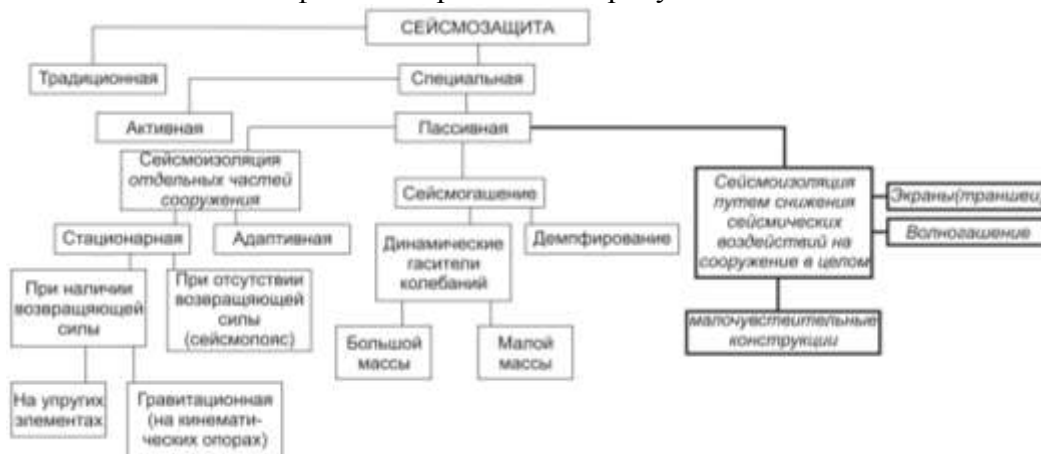 СЕЙСМОЗАЩИТА
Традиционная
Специальная
Активная
Пассивная
Сейсмоизоляция
отдельных частей
сооружения
Сейсмогашение
Сейсмоизоляция
путем снижения
сейсмических
воздействий на
сооружение в целом
Экраны(траншеи)
Волногашение
Стационарная
Адаптивная
Динамические
гасители
колебаний
Демпфирование
При наличии
возвращяющей
силы
При отсутствии
возвращяющей
силы
(сейсмопояс)
малочувствительные
конструкции
Большой
массы
Малой
массы
На упругих
элементах
Гравитационная
(на кинемати-
ческих опорах)